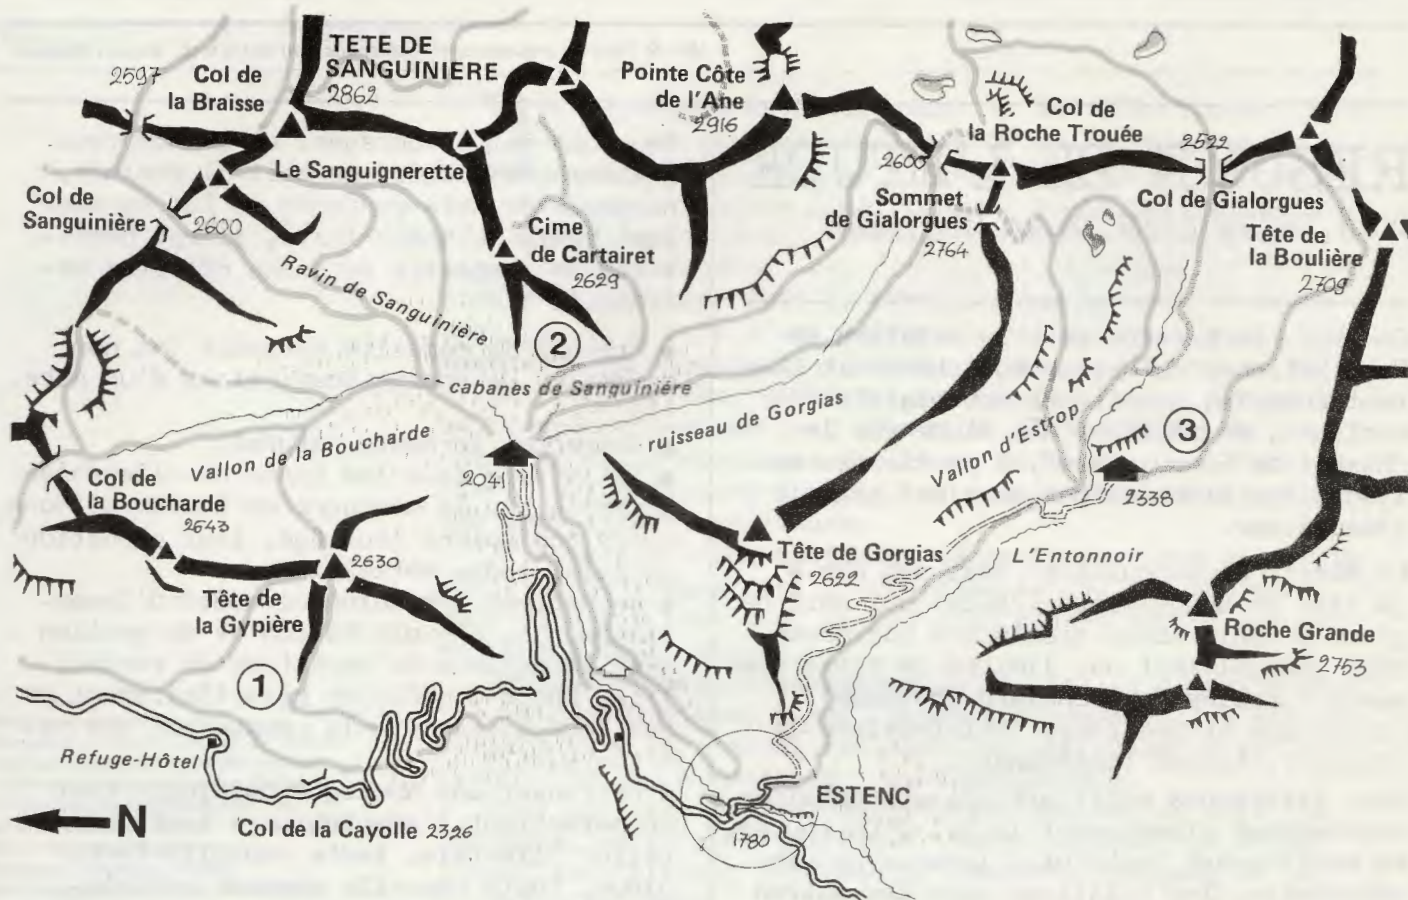 2597
Col de
la Braisse
TETE DE
SANGUINIERE
2862
Pointe Côte
de l'Ane
2916
Col de
la Roche Trouée
2600
2522
Le Sanguignerette
Col de
Sanguinière
2600
Sommet
de Gialorgues
2764
Col de Gialorgues
Tête de
la Boulière
2709
Cime
de Cartairet
2629
Ravin de Sanguinière
2
cabanes de Sanguinière
Vallon de la Boucharde
ruisseau de Gorgias
Vallon d'Estrop
3
2041
2338
Col de
la Boucharde
2643
Tête de Gorgias
2622
L'Entonnoir
2630
Tête de
la Gypière
Roche Grande
2753
1
Refuge-Hôtel
N
Col de la Cayolle 2326
ESTENC
1780